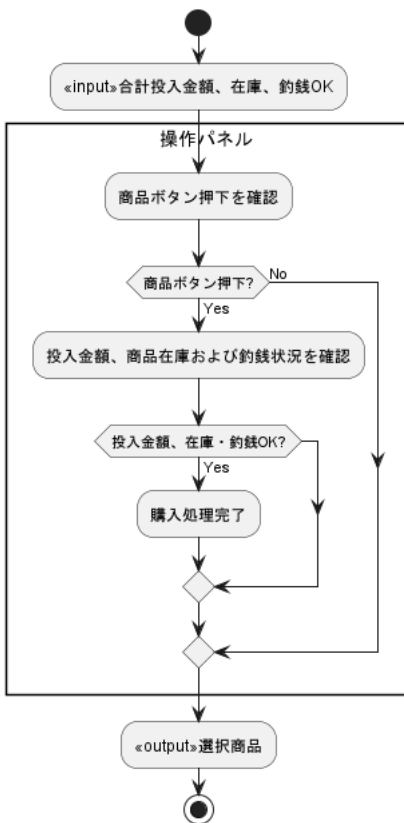 «input»合計投入金額、在庫、釣銭OK
操作パネル
商品ボタン押下を確認
商品ボタン押下?
No
Yes
投入金額、商品在庫および釣銭状況を確認
投入金額、在庫・釣銭OK?
Yes
購入処理完了
«output»選択商品